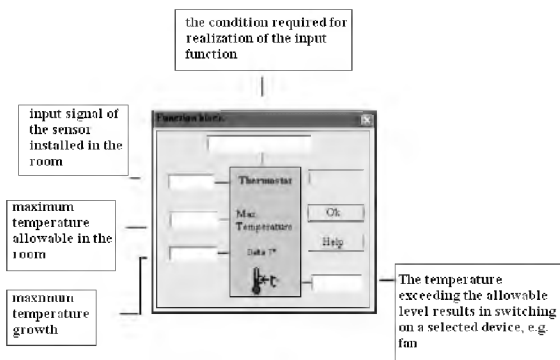 the condition required for
realization of the input
function
input signal of
the sensor
installed in the
room
maximum
temperature
allowable in the
room
maximum
temperature
growth
Function block
Thermostat
Max
Temperature
Delta T°
Ok
Help
The temperature
exceeding the allowable
level results in switching
on a selected device, e.g.
fan